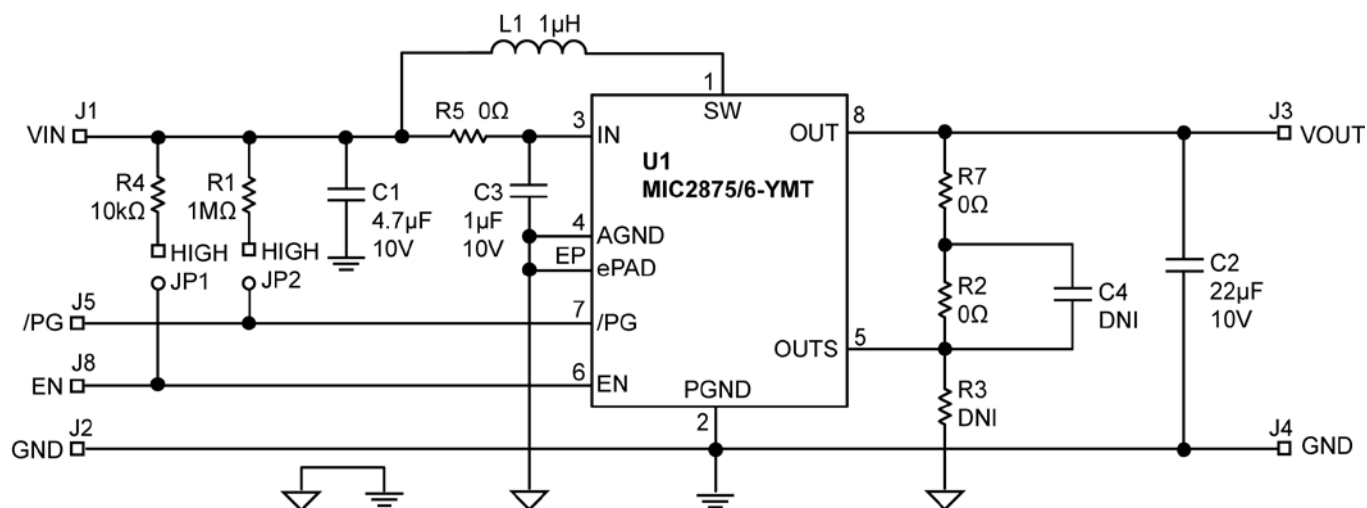 L1 1µH
1
SW
J1
VIN
R5 0Ω
3
IN
OUT
8
J3
VOUT
U1
MIC2875/6-YMT
R4
10kΩ
R1
1MΩ
C1
4.7µF
10V
C3
1µF
10V
R7
0Ω
4
AGND
HIGH
HIGH
EP
ePAD
JP1
JP2
R2
0Ω
C4
DNI
C2
22µF
10V
J5
/PG
7
/PG
OUTS
5
J8
EN
6
EN
PGND
2
R3
DNI
J2
GND
J4
GND